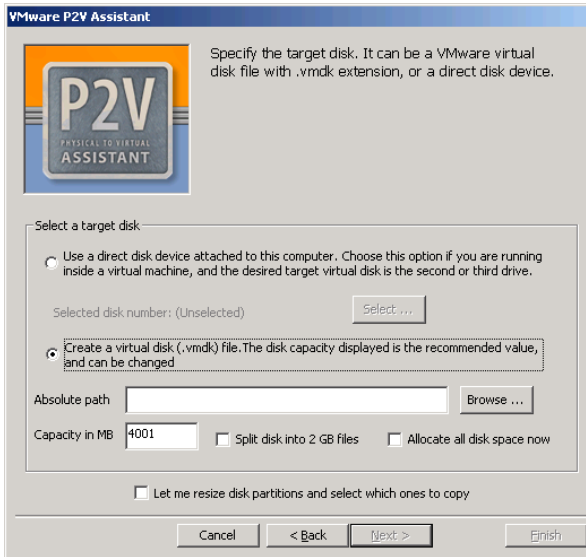 VMware P2V Assistant
Specify the target disk. It can be a VMware virtual
disk file with .vmdk extension, or a direct disk device.
P2V
PHYSICAL TO VIRTUAL
ASSISTANT
Select a target disk
Use a direct disk device attached to this computer. Choose this option if you are running
inside a virtual machine, and the desired target virtual disk is the second or third drive.
Selected disk number: (Unselected)
Select ...
Create a virtual disk (.vmdk) file.The disk capacity displayed is the recommended value,
and can be changed
Absolute path
Browse ...
Capacity in MB
4001
Split disk into 2 GB files
Allocate all disk space now
Let me resize disk partitions and select which ones to copy
Cancel
< Back
Next >
Finish